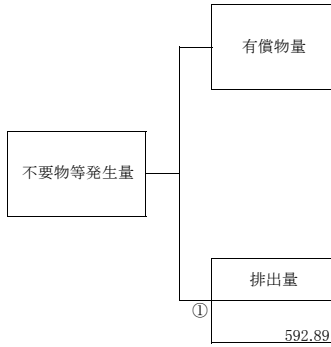 有償物量
不要物等発生量
排出量
①
592.89